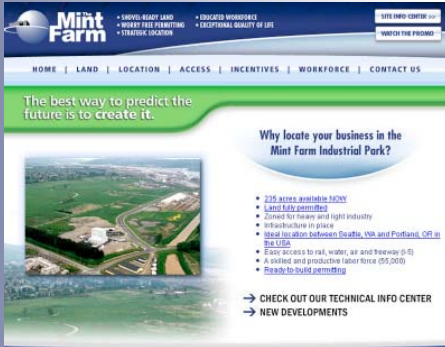 The Mint Farm
• SHOVEL-READY LAND
• WORRY FREE PERMITTING
• STRATEGIC LOCATION
• EDUCATED WORKFORCE
• EXCEPTIONAL QUALITY OF LIFE
SITE INFO CENTER
WATCH THE PROMO
HOME | LAND | LOCATION | ACCESS | INCENTIVES | WORKFORCE | CONTACT US
The best way to predict the
future is to create it.
Why locate your business in the
Mint Farm Industrial Park?
• 235 acres available NOW
• Land fully permitted
• Zoned for heavy and light industry
• Infrastructure in place
• Ideal location between Seattle, WA and Portland, OR in
the USA
• Easy access to rail, water, air and freeway (I-5)
• A skilled and productive labor force (55,000)
• Ready-to-build permitting
→ CHECK OUT OUR TECHNICAL INFO CENTER
→ NEW DEVELOPMENTS